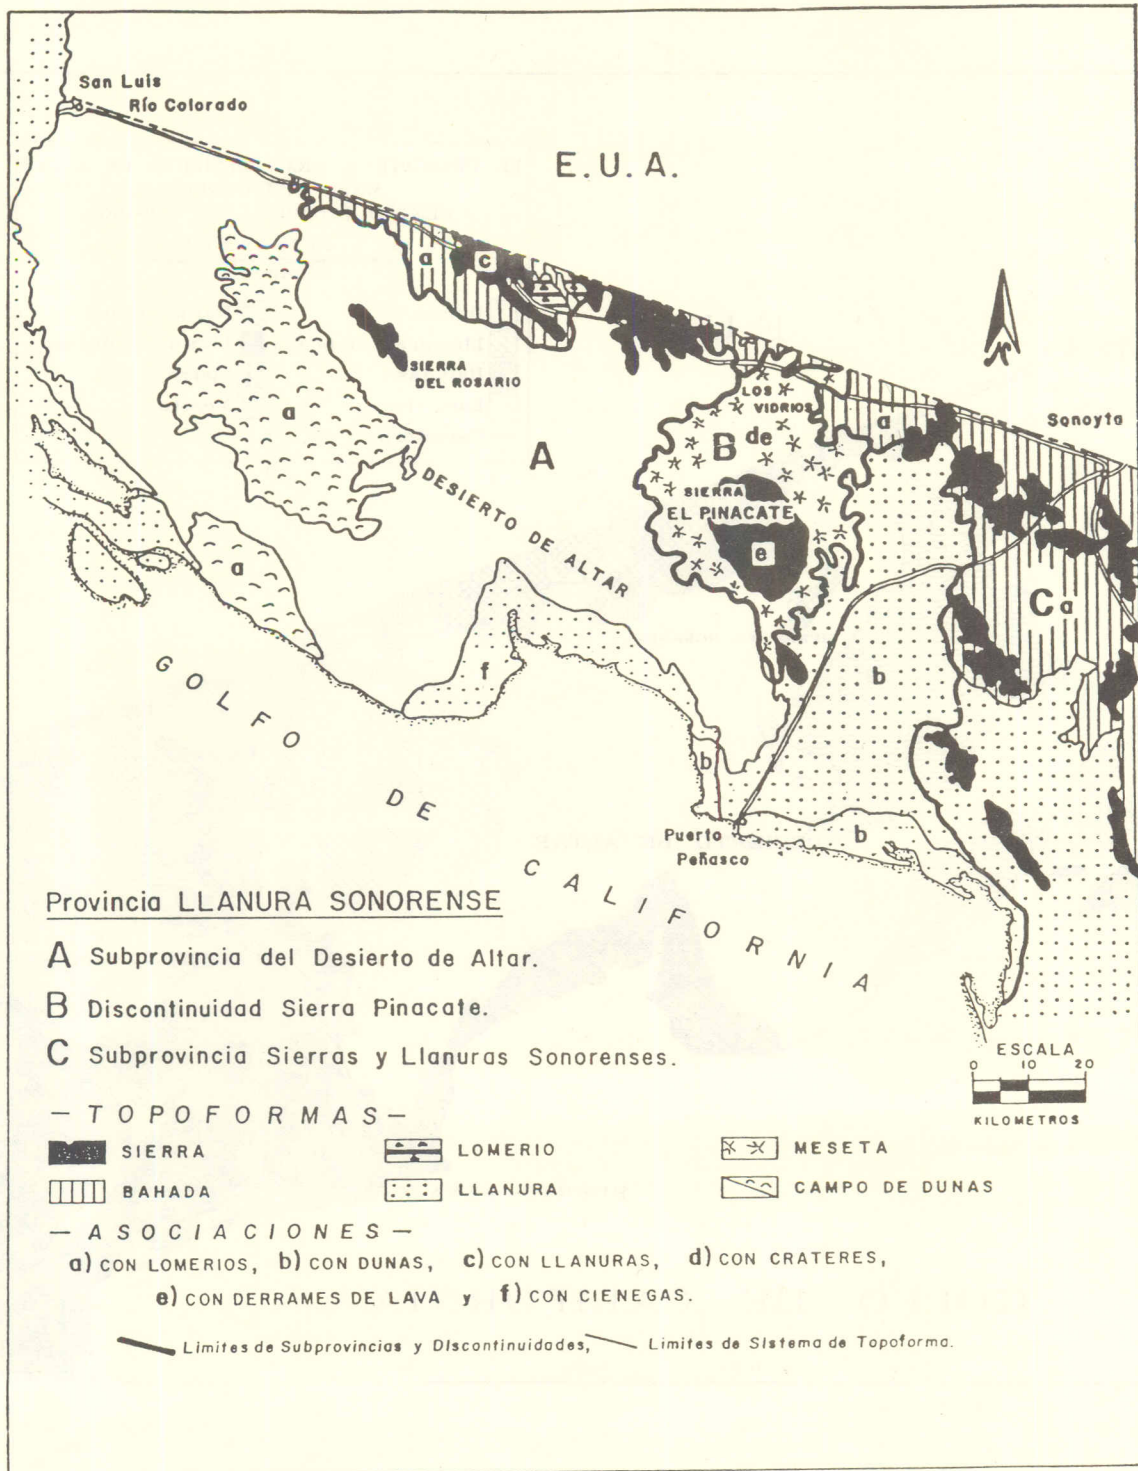 San Luis
Río Colorado
E.U.A.
a
c
SIERRA
DEL ROSARIO
LOS
VIDRIOS
a
Sonoyta
a
A
B de
SIERRA
EL PINACATE
e
DESIERTO DE ALTAR
a
C a
f
b
b
GOLFO DE CALIFORNIA
Puerto
Peñasco
b
Provincia LLANURA SONORENSE
A Subprovincia del Desierto de Altar.
B Discontinuidad Sierra Pinacate.
C Subprovincia Sierras y Llanuras Sonorenses.
ESCALA
0 10 20
KILOMETROS
— TOPOFORMAS —
SIERRA
LOMERIO
MESETA
BAHADA
LLANURA
CAMPO DE DUNAS
— ASOCIACIONES —
a) CON LOMERIOS, b) CON DUNAS, c) CON LLANURAS, d) CON CRATERES,
e) CON DERRAMES DE LAVA y f) CON CIENEGAS.
Limites de Subprovincias y Discontinuidades, Limites de Sistema de Topoforma.